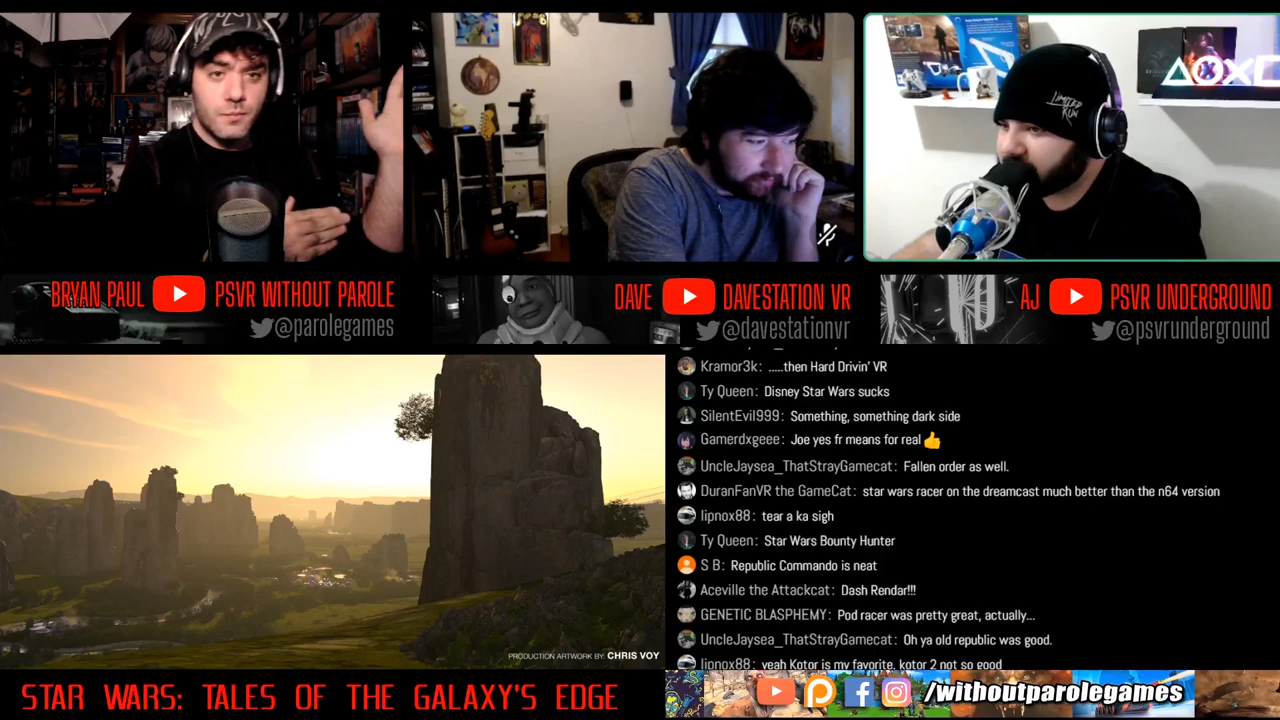 LIMITED
RUN
BRYAN PAUL PSVR WITHOUT PAROLE
@parolegames
DAVE DAVESTATION VR
@davestationvr
AJ PSVR UNDERGROUND
@psvrunderground
Kramor3k: .....then Hard Drivin' VR
Ty Queen: Disney Star Wars sucks
SilentEvil999: Something, something dark side
Gamerdxgeee: Joe yes fr means for real👍
UncleJaysea_ThatStrayGamecat: Fallen order as well.
DuranFanVR the GameCat: star wars racer on the dreamcast much better than the n64 version
lipnox88: tear a ka sigh
Ty Queen: Star Wars Bounty Hunter
S B: Republic Commando is neat
Aceville the Attackcat: Dash Rendar!!!
GENETIC BLASPHEMY: Pod racer was pretty great, actually...
UncleJaysea_ThatStrayGamecat: Oh ya old republic was good.
lipnox88: yeah Kotor is my favorite, kotor 2 not so good
PRODUCTION ARTWORK BY: CHRIS VOY
STAR WARS: TALES OF THE GALAXY'S EDGE
/withoutparolegames